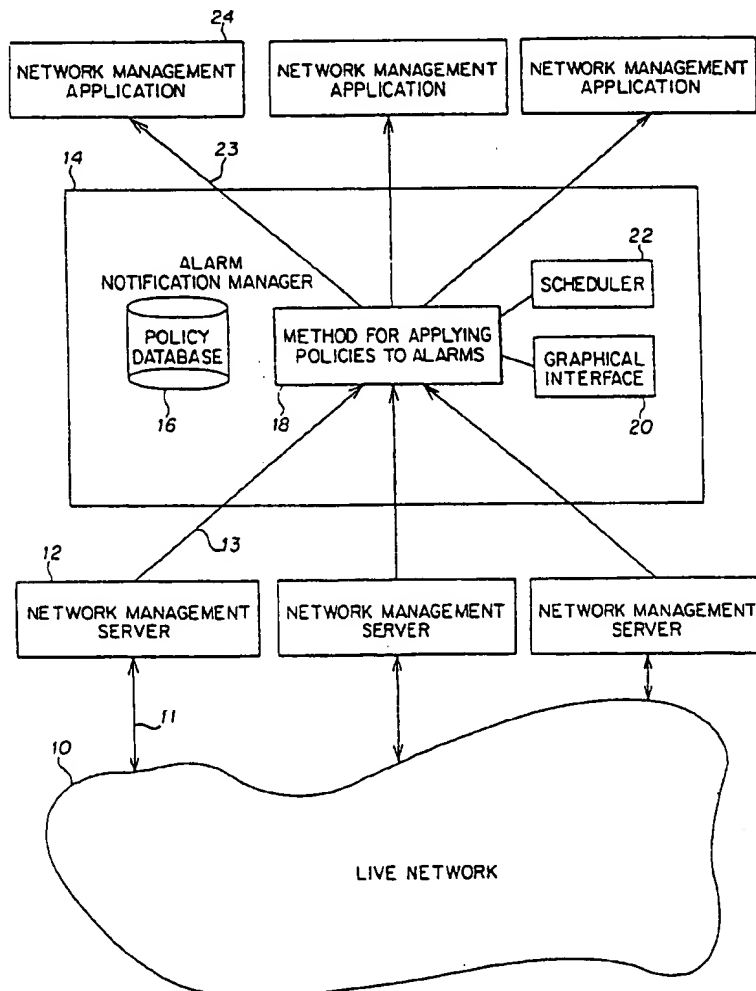 24
NETWORK MANAGEMENT
APPLICATION
NETWORK MANAGEMENT
APPLICATION
NETWORK MANAGEMENT
APPLICATION
14
23
ALARM
NOTIFICATION MANAGER
22
SCHEDULER
POLICY
DATABASE
METHOD FOR APPLYING
POLICIES TO ALARMS
GRAPHICAL
INTERFACE
16
18
20
12
13
NETWORK MANAGEMENT
SERVER
NETWORK MANAGEMENT
SERVER
NETWORK MANAGEMENT
SERVER
11
10
LIVE NETWORK